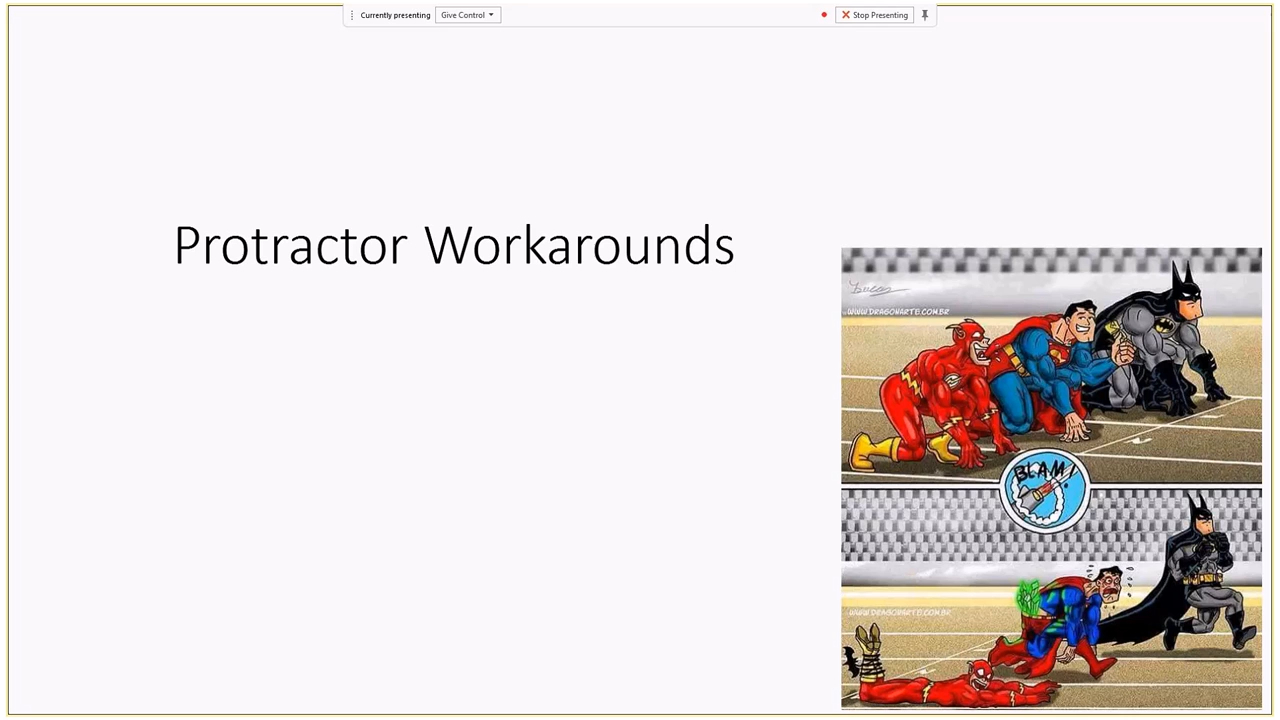 Currently presenting Give Control Stop Presenting
Protractor Workarounds
WWW.DRAGONARTE.COM.BR
BLAM!
WWW.DRAGONARTE.COM.BR